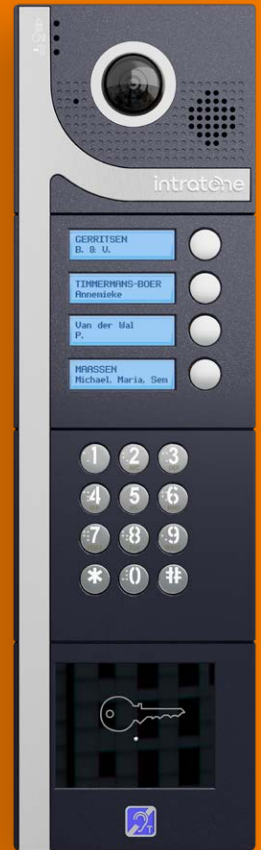 intratone
GERRITSEN
B. & V.
TIMMERMANS-BOER
Annemieke
Van der Wal
P.
MAASSEN
Michael, Maria, Sem
1 2 3
4 5 6
7 8 9
* 0 #
T